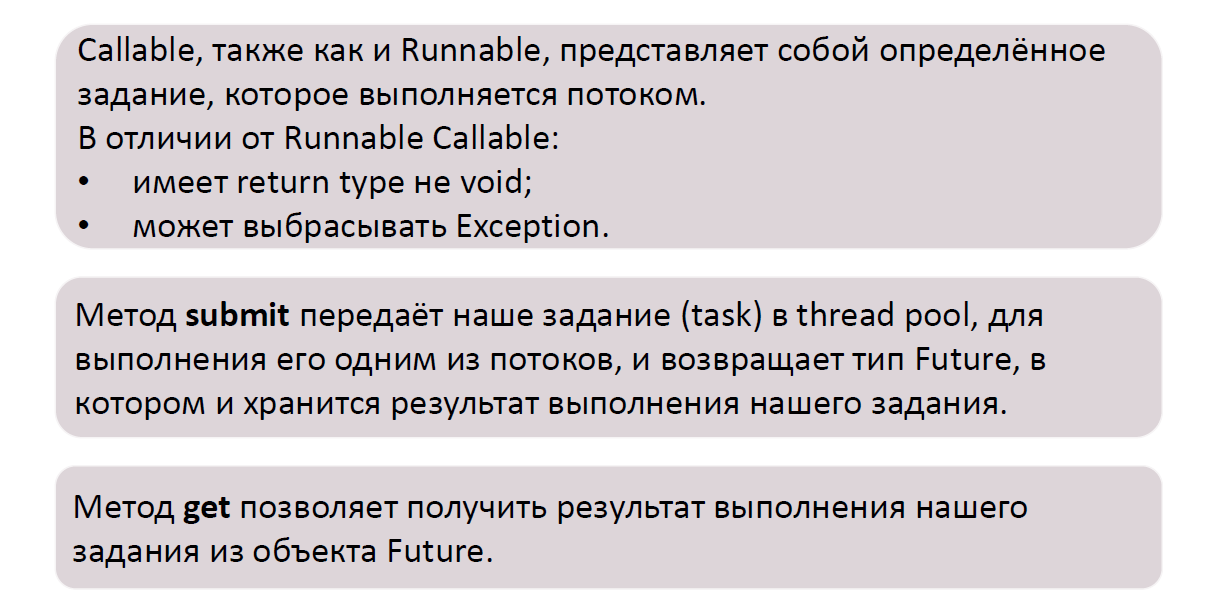 Callable, также как и Runnable, представляет собой определённое
задание, которое выполняется потоком.
В отличии от Runnable Callable:
• имеет return type не void;
• может выбрасывать Exception.
Метод submit передаёт наше задание (task) в thread pool, для
выполнения его одним из потоков, и возвращает тип Future, в
котором и хранится результат выполнения нашего задания.
Метод get позволяет получить результат выполнения нашего
задания из объекта Future.